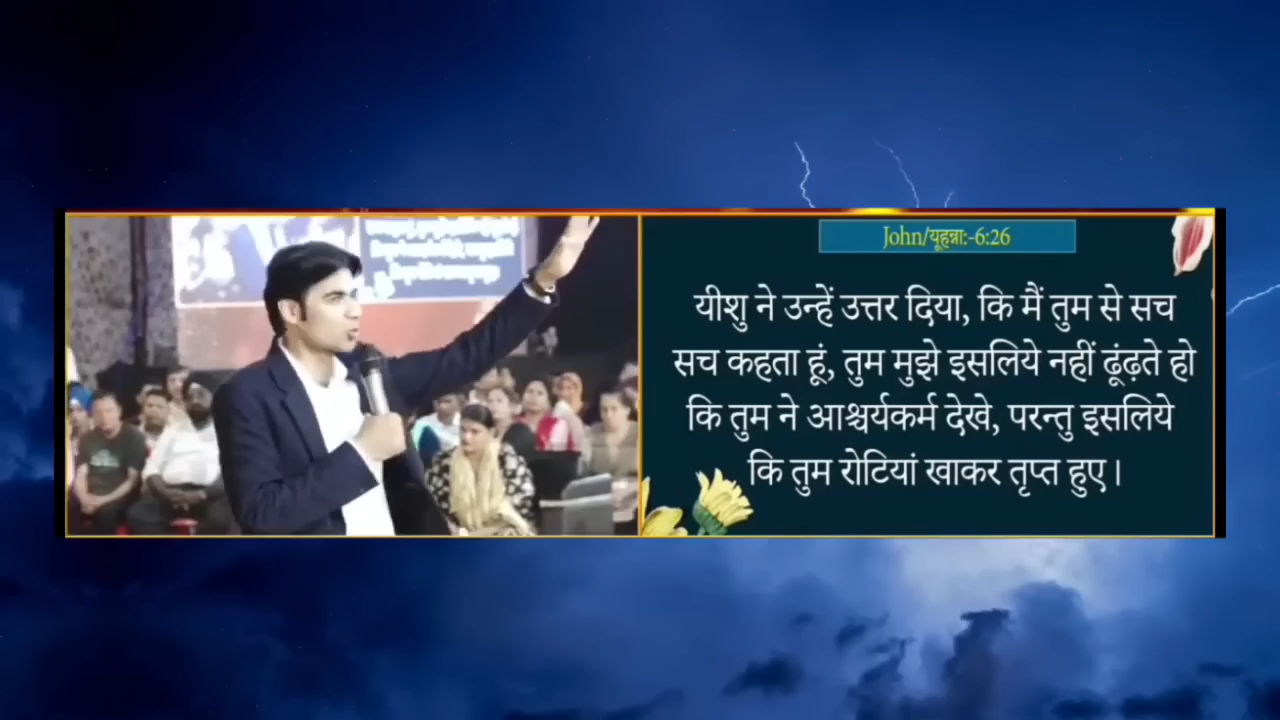 John/यूहन्ना:-6:26
यीशु ने उन्हें उत्तर दिया, कि मैं तुम से सच
सच कहता हूं, तुम मुझे इसलिये नहीं ढूंढ़ते हो
कि तुम ने आश्चर्यकर्म देखे, परन्तु इसलिये
कि तुम रोटियां खाकर तृप्त हुए।